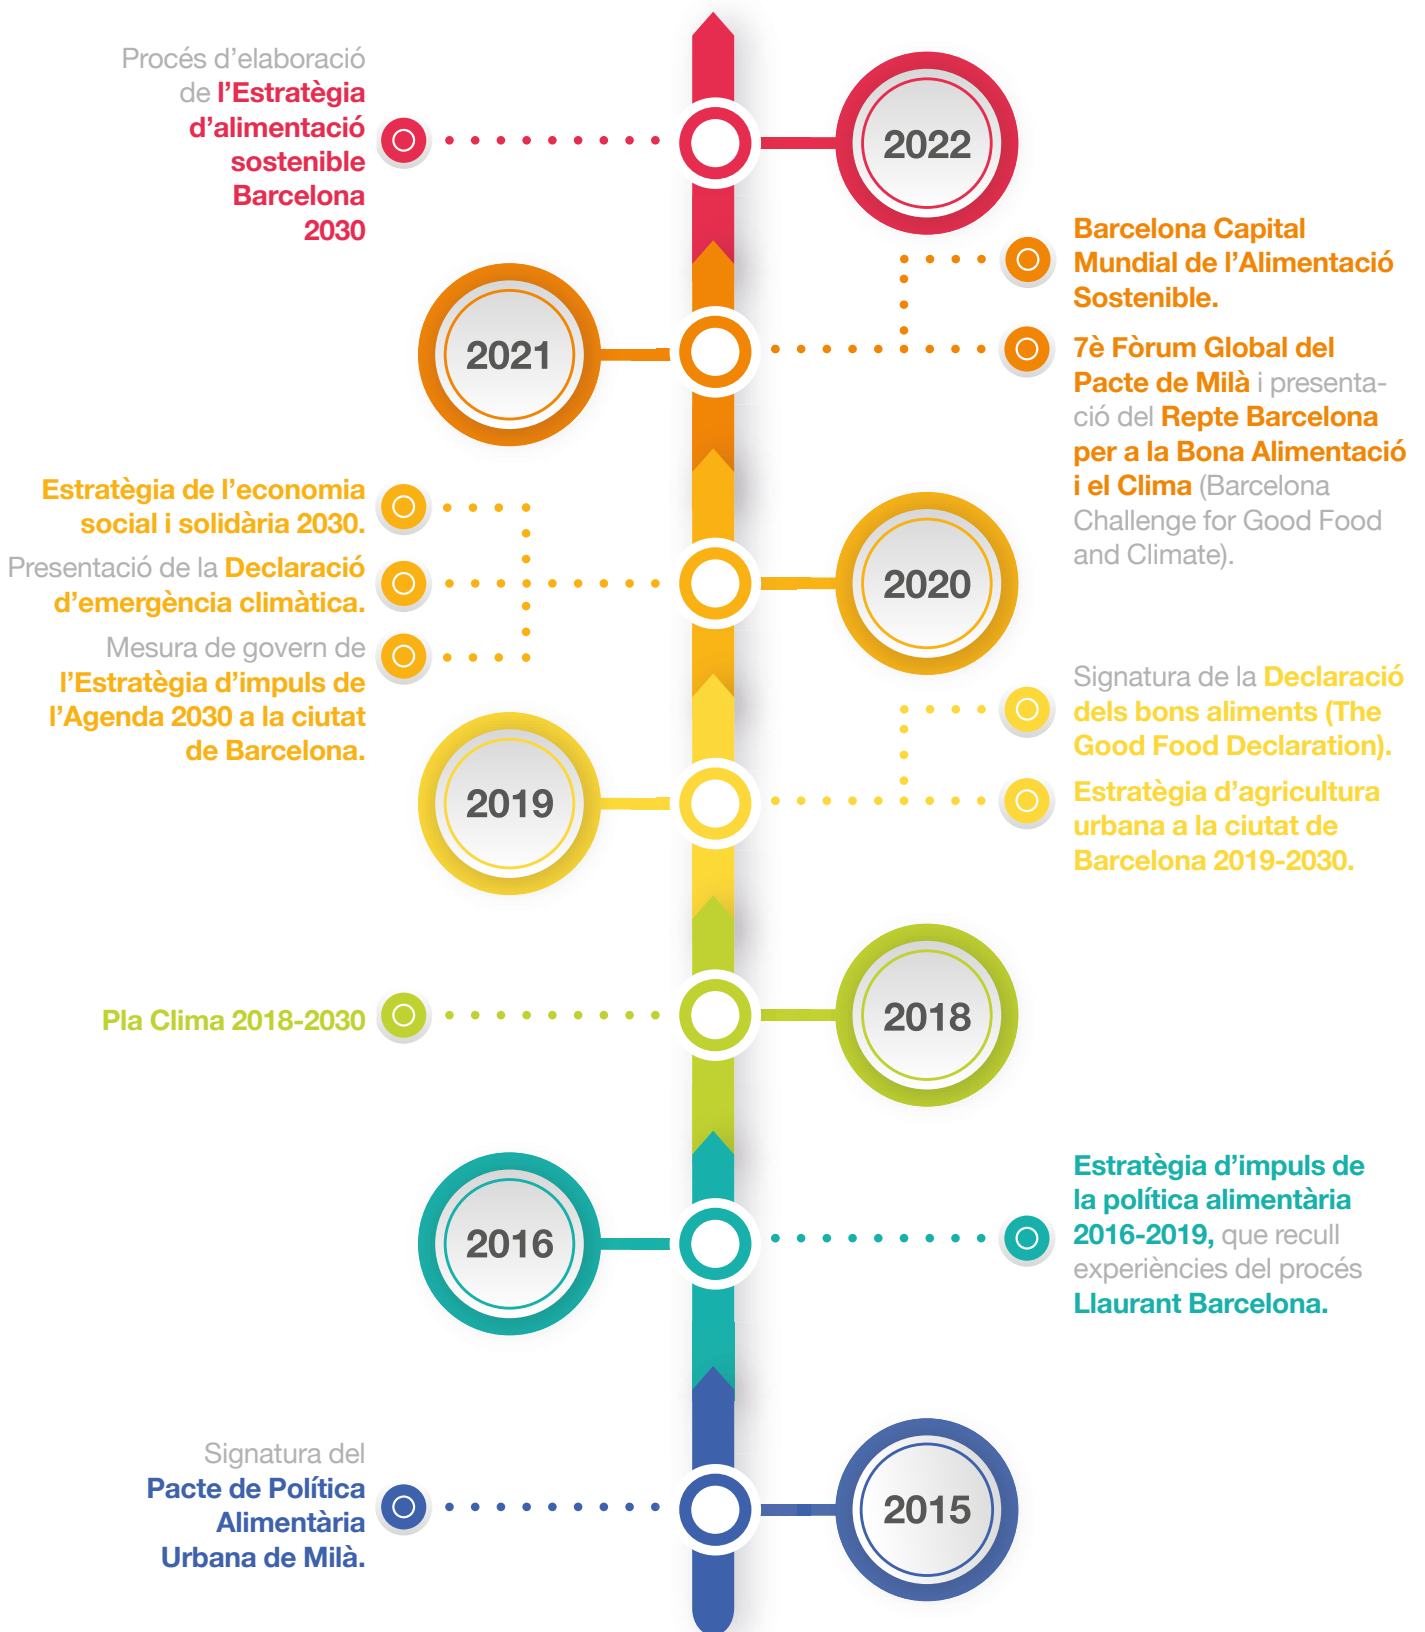 Procés d’elaboració
de l’Estratègia
d’alimentació
sostenible
Barcelona
2030
2022
Barcelona Capital
Mundial de l’Alimentació
Sostenible.
2021
7è Fòrum Global del
Pacte de Milà i presenta-
ció del Repte Barcelona
per a la Bona Alimentació
i el Clima (Barcelona
Challenge for Good Food
and Climate).
Estratègia de l’economia
social i solidària 2030.
Presentació de la Declaració
d’emergència climàtica.
Mesura de govern de
l’Estratègia d’impuls de
l’Agenda 2030 a la ciutat
de Barcelona.
2020
Signatura de la Declaració
dels bons aliments (The
Good Food Declaration).
2019
Estratègia d’agricultura
urbana a la ciutat de
Barcelona 2019-2030.
Pla Clima 2018-2030
2018
Estratègia d’impuls de
la política alimentària
2016-2019, que recull
experiències del procés
Llaurant Barcelona.
2016
Signatura del
Pacte de Política
Alimentària
Urbana de Milà.
2015